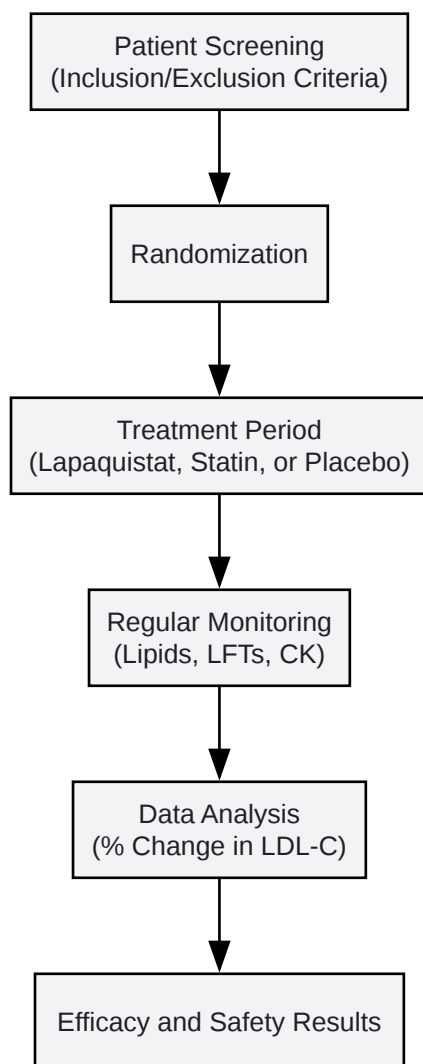 Patient Screening
(Inclusion/Exclusion Criteria)
Randomization
Treatment Period
(Lapaquistat, Statin, or Placebo)
Regular Monitoring
(Lipids, LFTs, CK)
Data Analysis
(% Change in LDL-C)
Efficacy and Safety Results